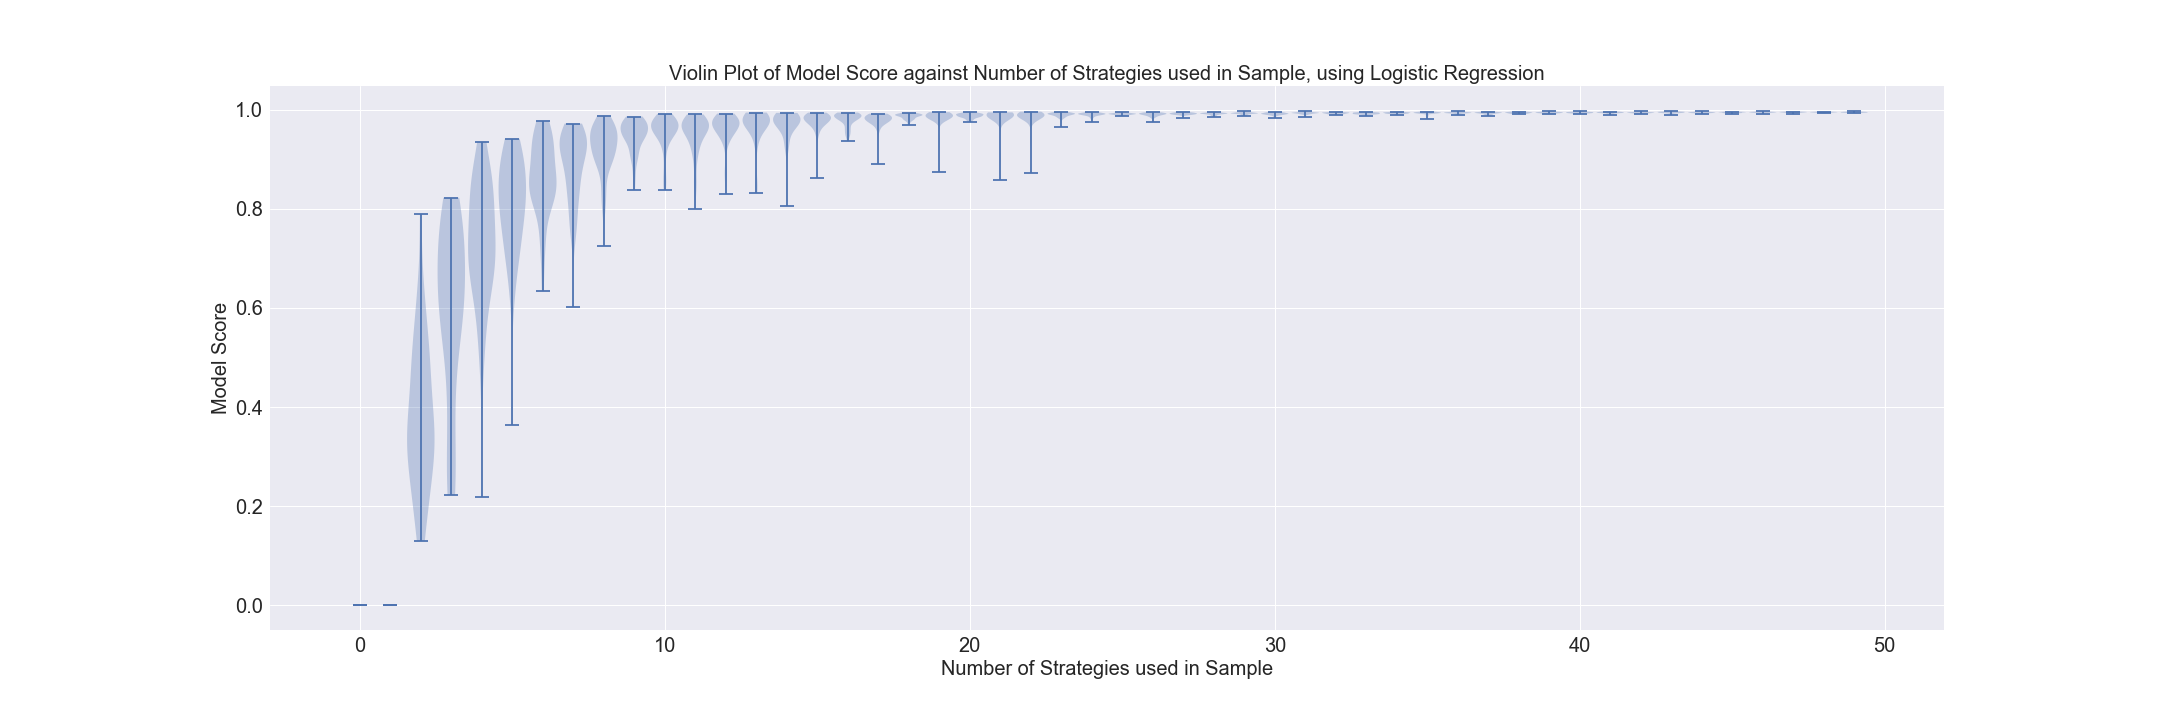 Violin Plot of Model Score against Number of Strategies used in Sample, using Logistic Regression
1.0
0.8
0.6
0.4
0.2
0.0
Model Score
0 10 20 30 40 50
Number of Strategies used in Sample